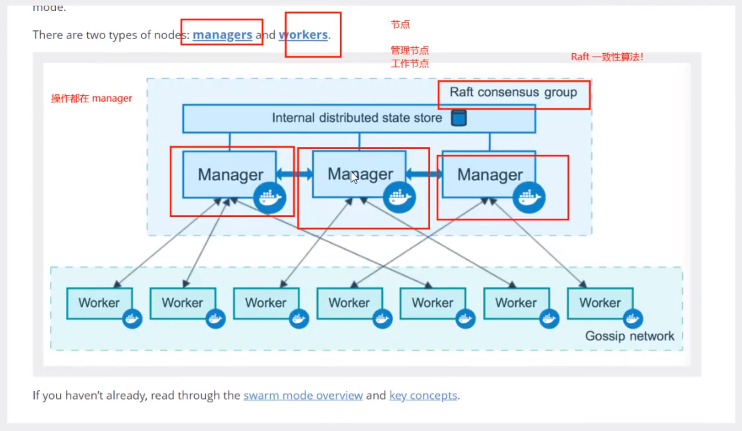 mode.
There are two types of nodes: managers and workers.
节点
管理节点
工作节点
Raft 一致性算法!
操作都在 manager
Raft consensus group
Internal distributed state store
Manager
Manager
Manager
Worker
Worker
Worker
Worker
Worker
Worker
Worker
Gossip network
If you haven't already, read through the swarm mode overview and key concepts.